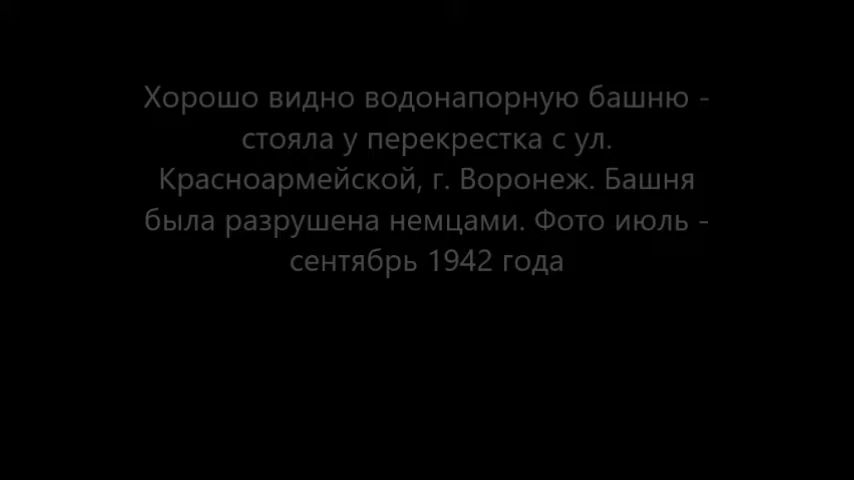 Хорошо видно водонапорную башню -
стояла у перекрестка с ул.
Красноармейской, г. Воронеж. Башня
была разрушена немцами. Фото июль -
сентябрь 1942 года